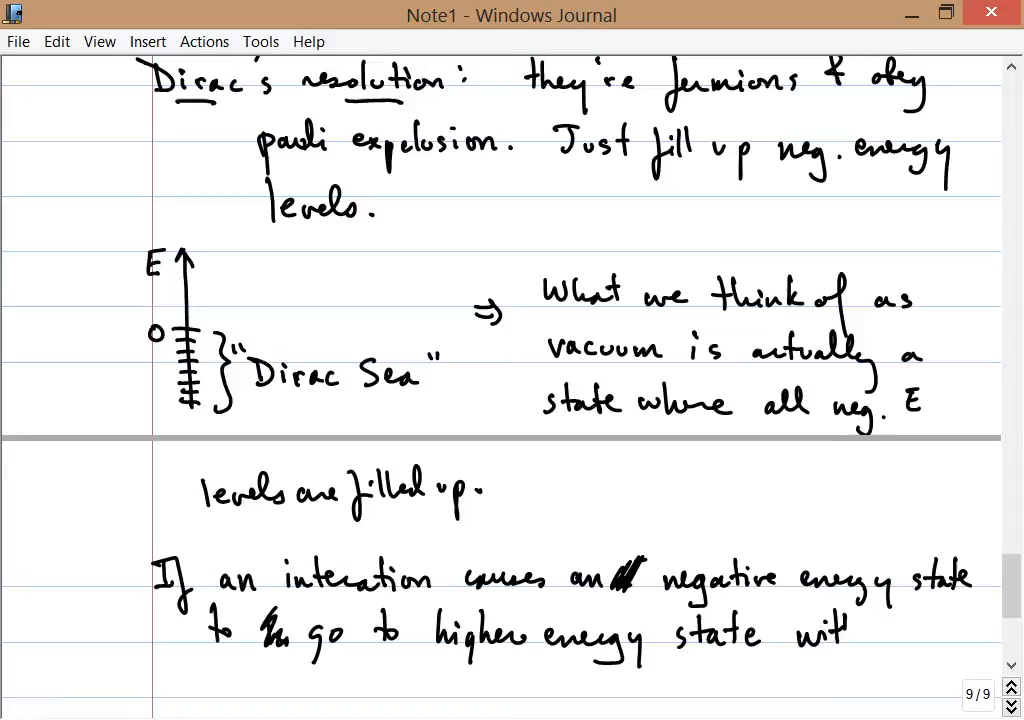 Note1 - Windows Journal
File Edit View Insert Actions Tools Help
Dirac's resolution: they're fermions & obey
pauli expclusion. Just fill up neg. energy
levels.
E
0
"Dirac Sea"
⇒ What we think of as
vacuum is actually a
state where all neg. E
levels are filled up.
If an interation causes an negative energy state
to go to higher energy state wit
9 / 9